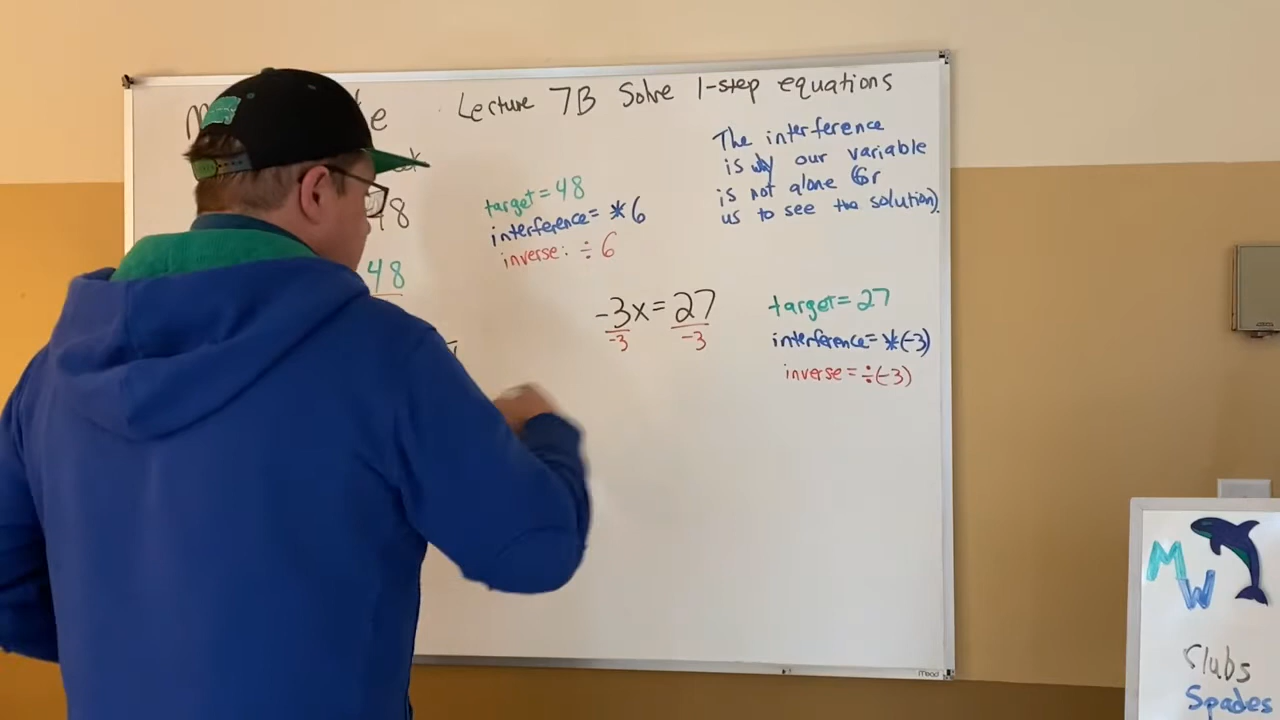 Lecture 7B Solve 1-step equations
The interference
is why our variable
is not alone (for
us to see the solution).
48
target = 48
interference = *6
inverse: ÷ 6
48
-3x = 27
-3 -3
target = 27
interference = *(-3)
inverse = ÷(-3)
Mead
MW
Clubs
Spades